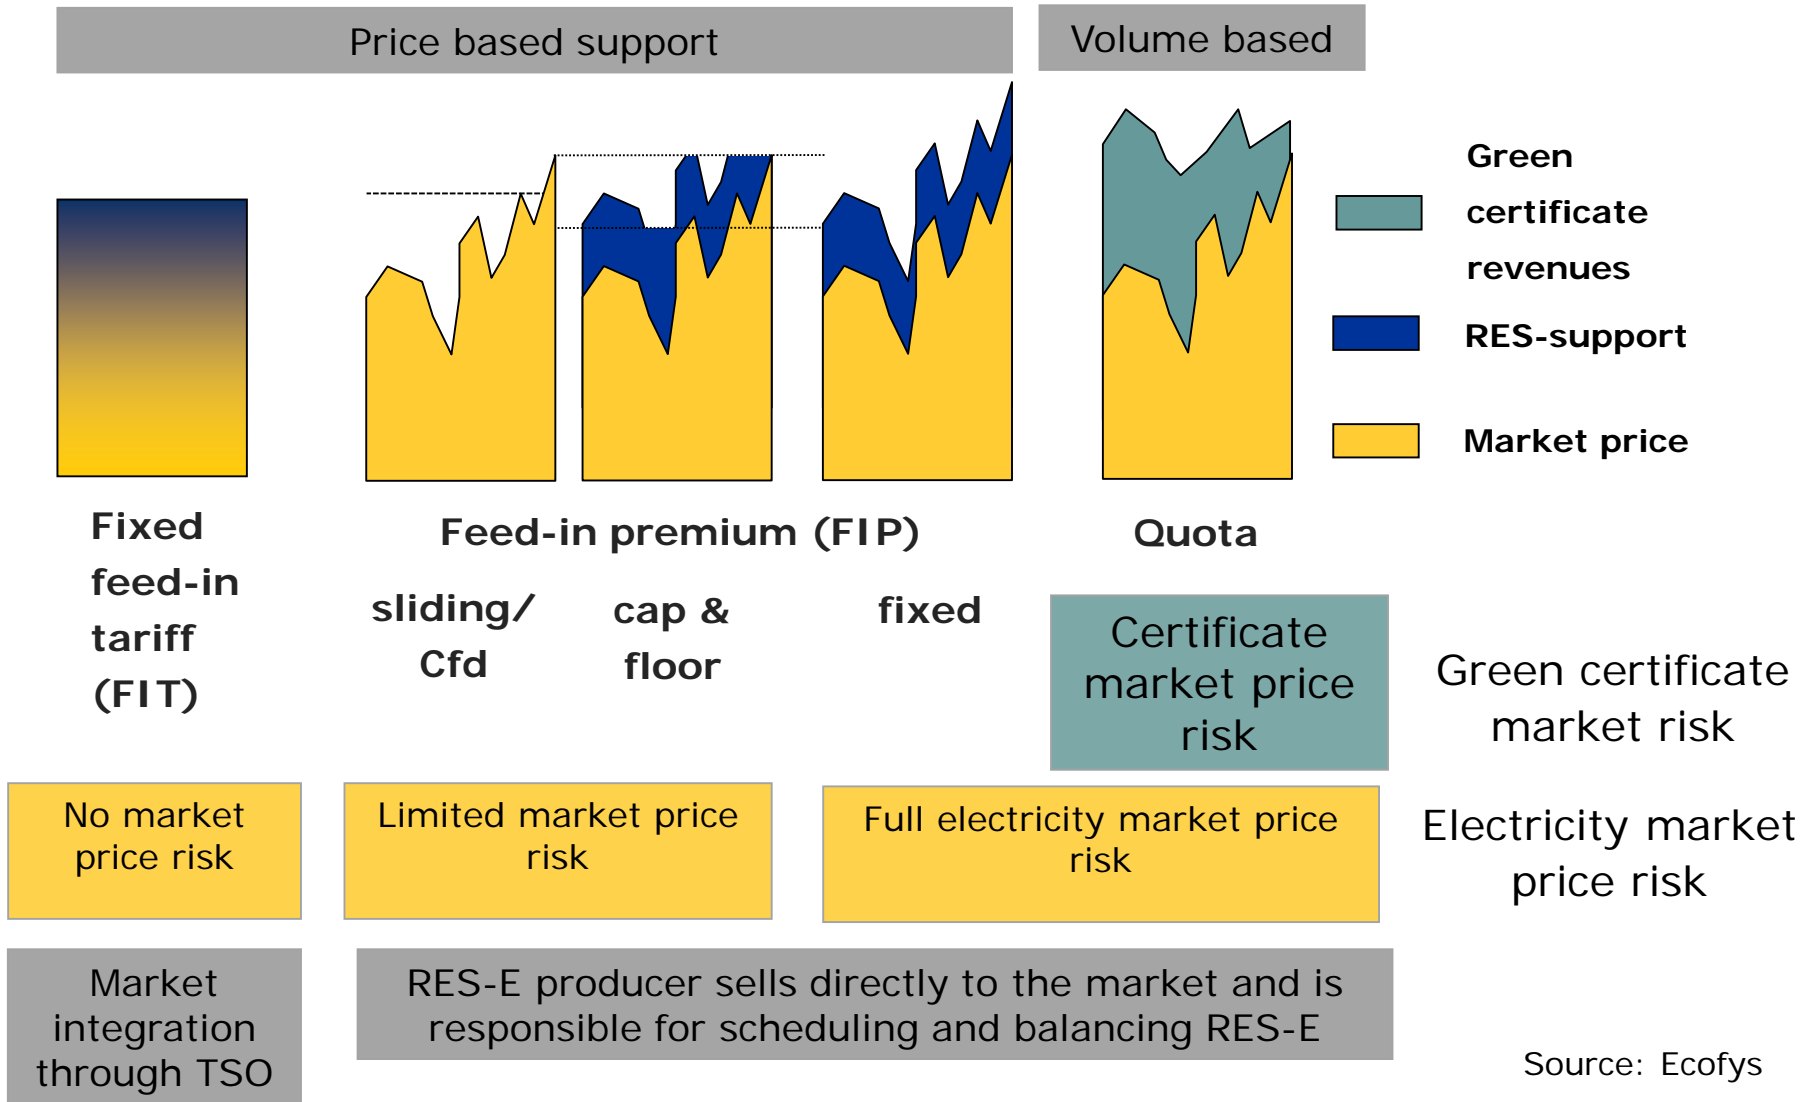 Price based support
Volume based
Green
certificate
revenues
RES-support
Market price
Fixed
feed-in
tariff
(FIT)
Feed-in premium (FIP)
sliding/
Cfd
cap &
floor
fixed
Quota
Certificate
market price
risk
Green certificate
market risk
No market
price risk
Limited market price
risk
Full electricity market price
risk
Electricity market
price risk
Market
integration
through TSO
RES-E producer sells directly to the market and is
responsible for scheduling and balancing RES-E
Source: Ecofys